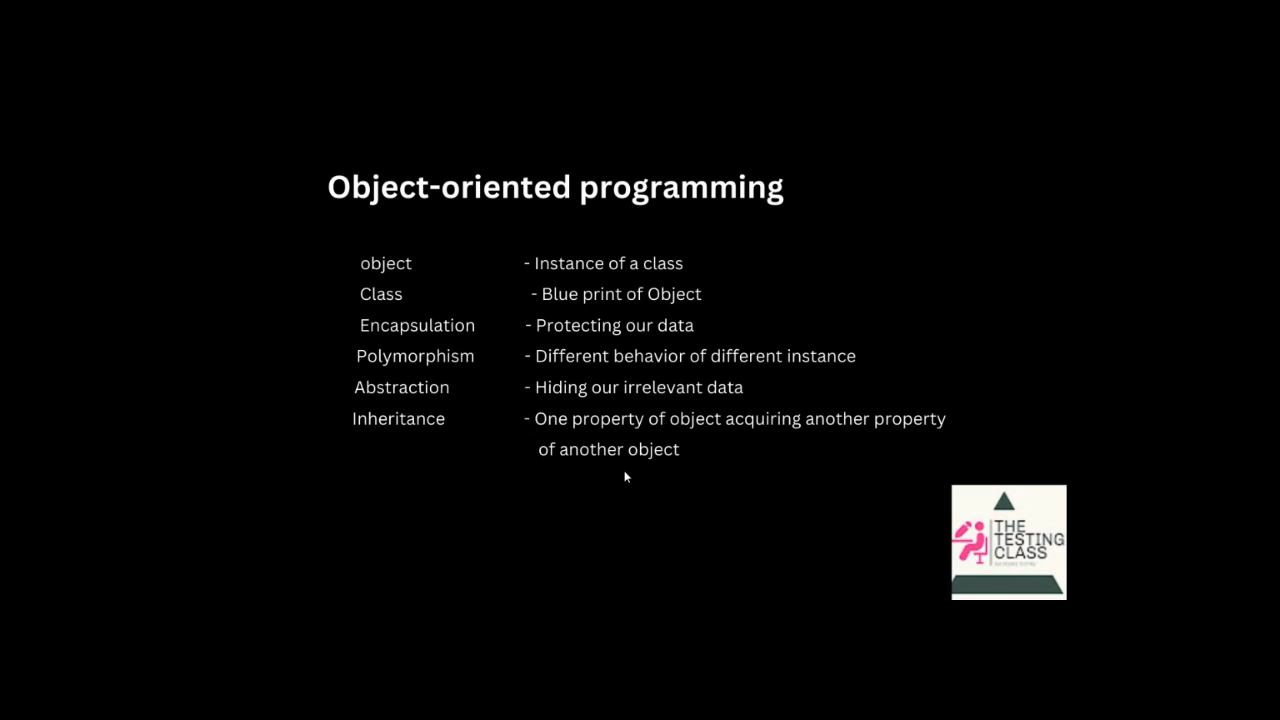 Object-oriented programming
object - Instance of a class
Class - Blue print of Object
Encapsulation - Protecting our data
Polymorphism - Different behavior of different instance
Abstraction - Hiding our irrelevant data
Inheritance - One property of object acquiring another property
of another object
THE
TESTING
CLASS